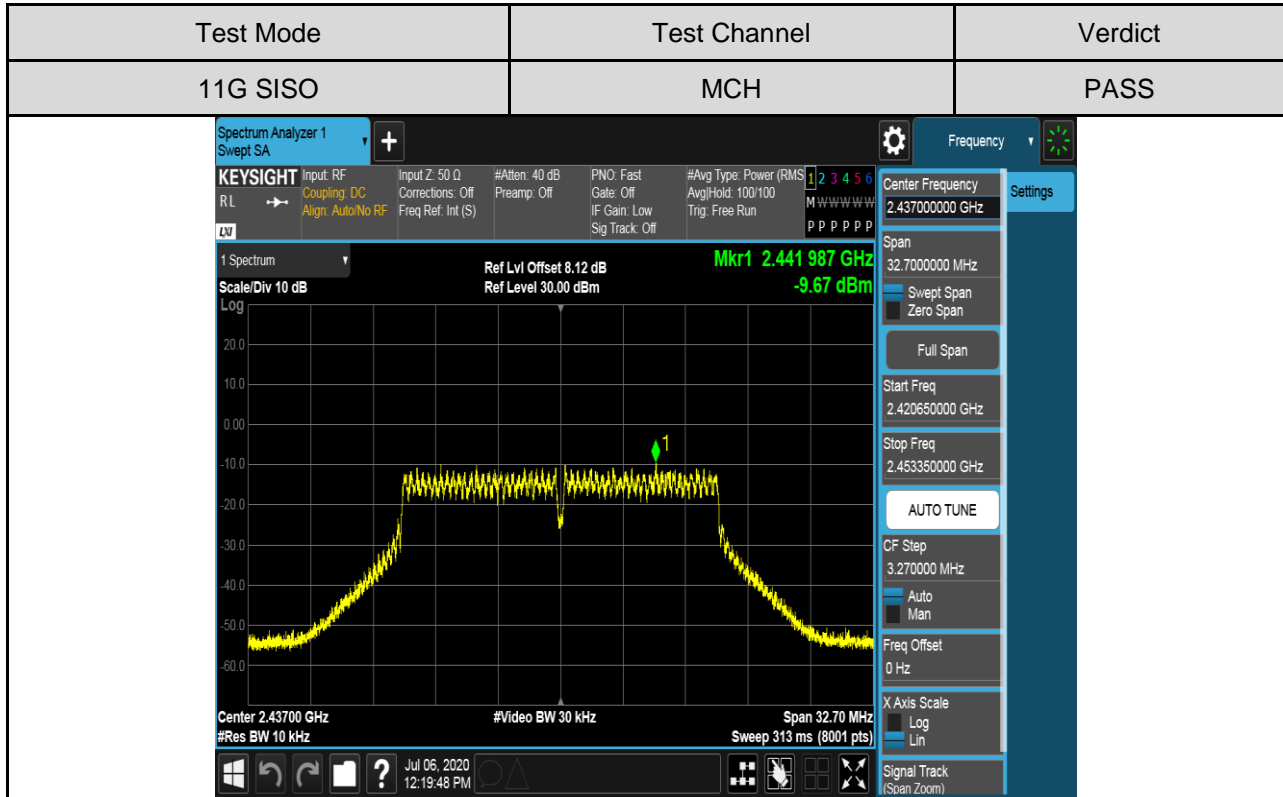 Test Mode
Test Channel
Verdict
11G SISO
MCH
PASS
Spectrum Analyzer 1
Swept SA
+
Frequency
KEYSIGHT
RL
LXI
Input: RF
Coupling: DC
Align: Auto/No RF
Input Z: 50 Ω
Corrections: Off
Freq Ref: Int (S)
#Atten: 40 dB
Preamp: Off
PNO: Fast
Gate: Off
IF Gain: Low
Sig Track: Off
#Avg Type: Power (RMS
Avg|Hold: 100/100
Trig: Free Run
1 2 3 4 5 6
M W W W W W
P P P P P P
1 Spectrum
Scale/Div 10 dB
Ref Lvl Offset 8.12 dB
Ref Level 30.00 dBm
Mkr1 2.441 987 GHz
-9.67 dBm
Log
20.0
10.0
0.00
-10.0
-20.0
-30.0
-40.0
-50.0
-60.0
1
Center 2.43700 GHz
#Res BW 10 kHz
#Video BW 30 kHz
Span 32.70 MHz
Sweep 313 ms (8001 pts)
Center Frequency
2.437000000 GHz
Settings
Span
32.7000000 MHz
Swept Span
Zero Span
Full Span
Start Freq
2.420650000 GHz
Stop Freq
2.453350000 GHz
AUTO TUNE
CF Step
3.270000 MHz
Auto
Man
Freq Offset
0 Hz
X Axis Scale
Log
Lin
Signal Track
(Span Zoom)
?
Jul 06, 2020
12:19:48 PM